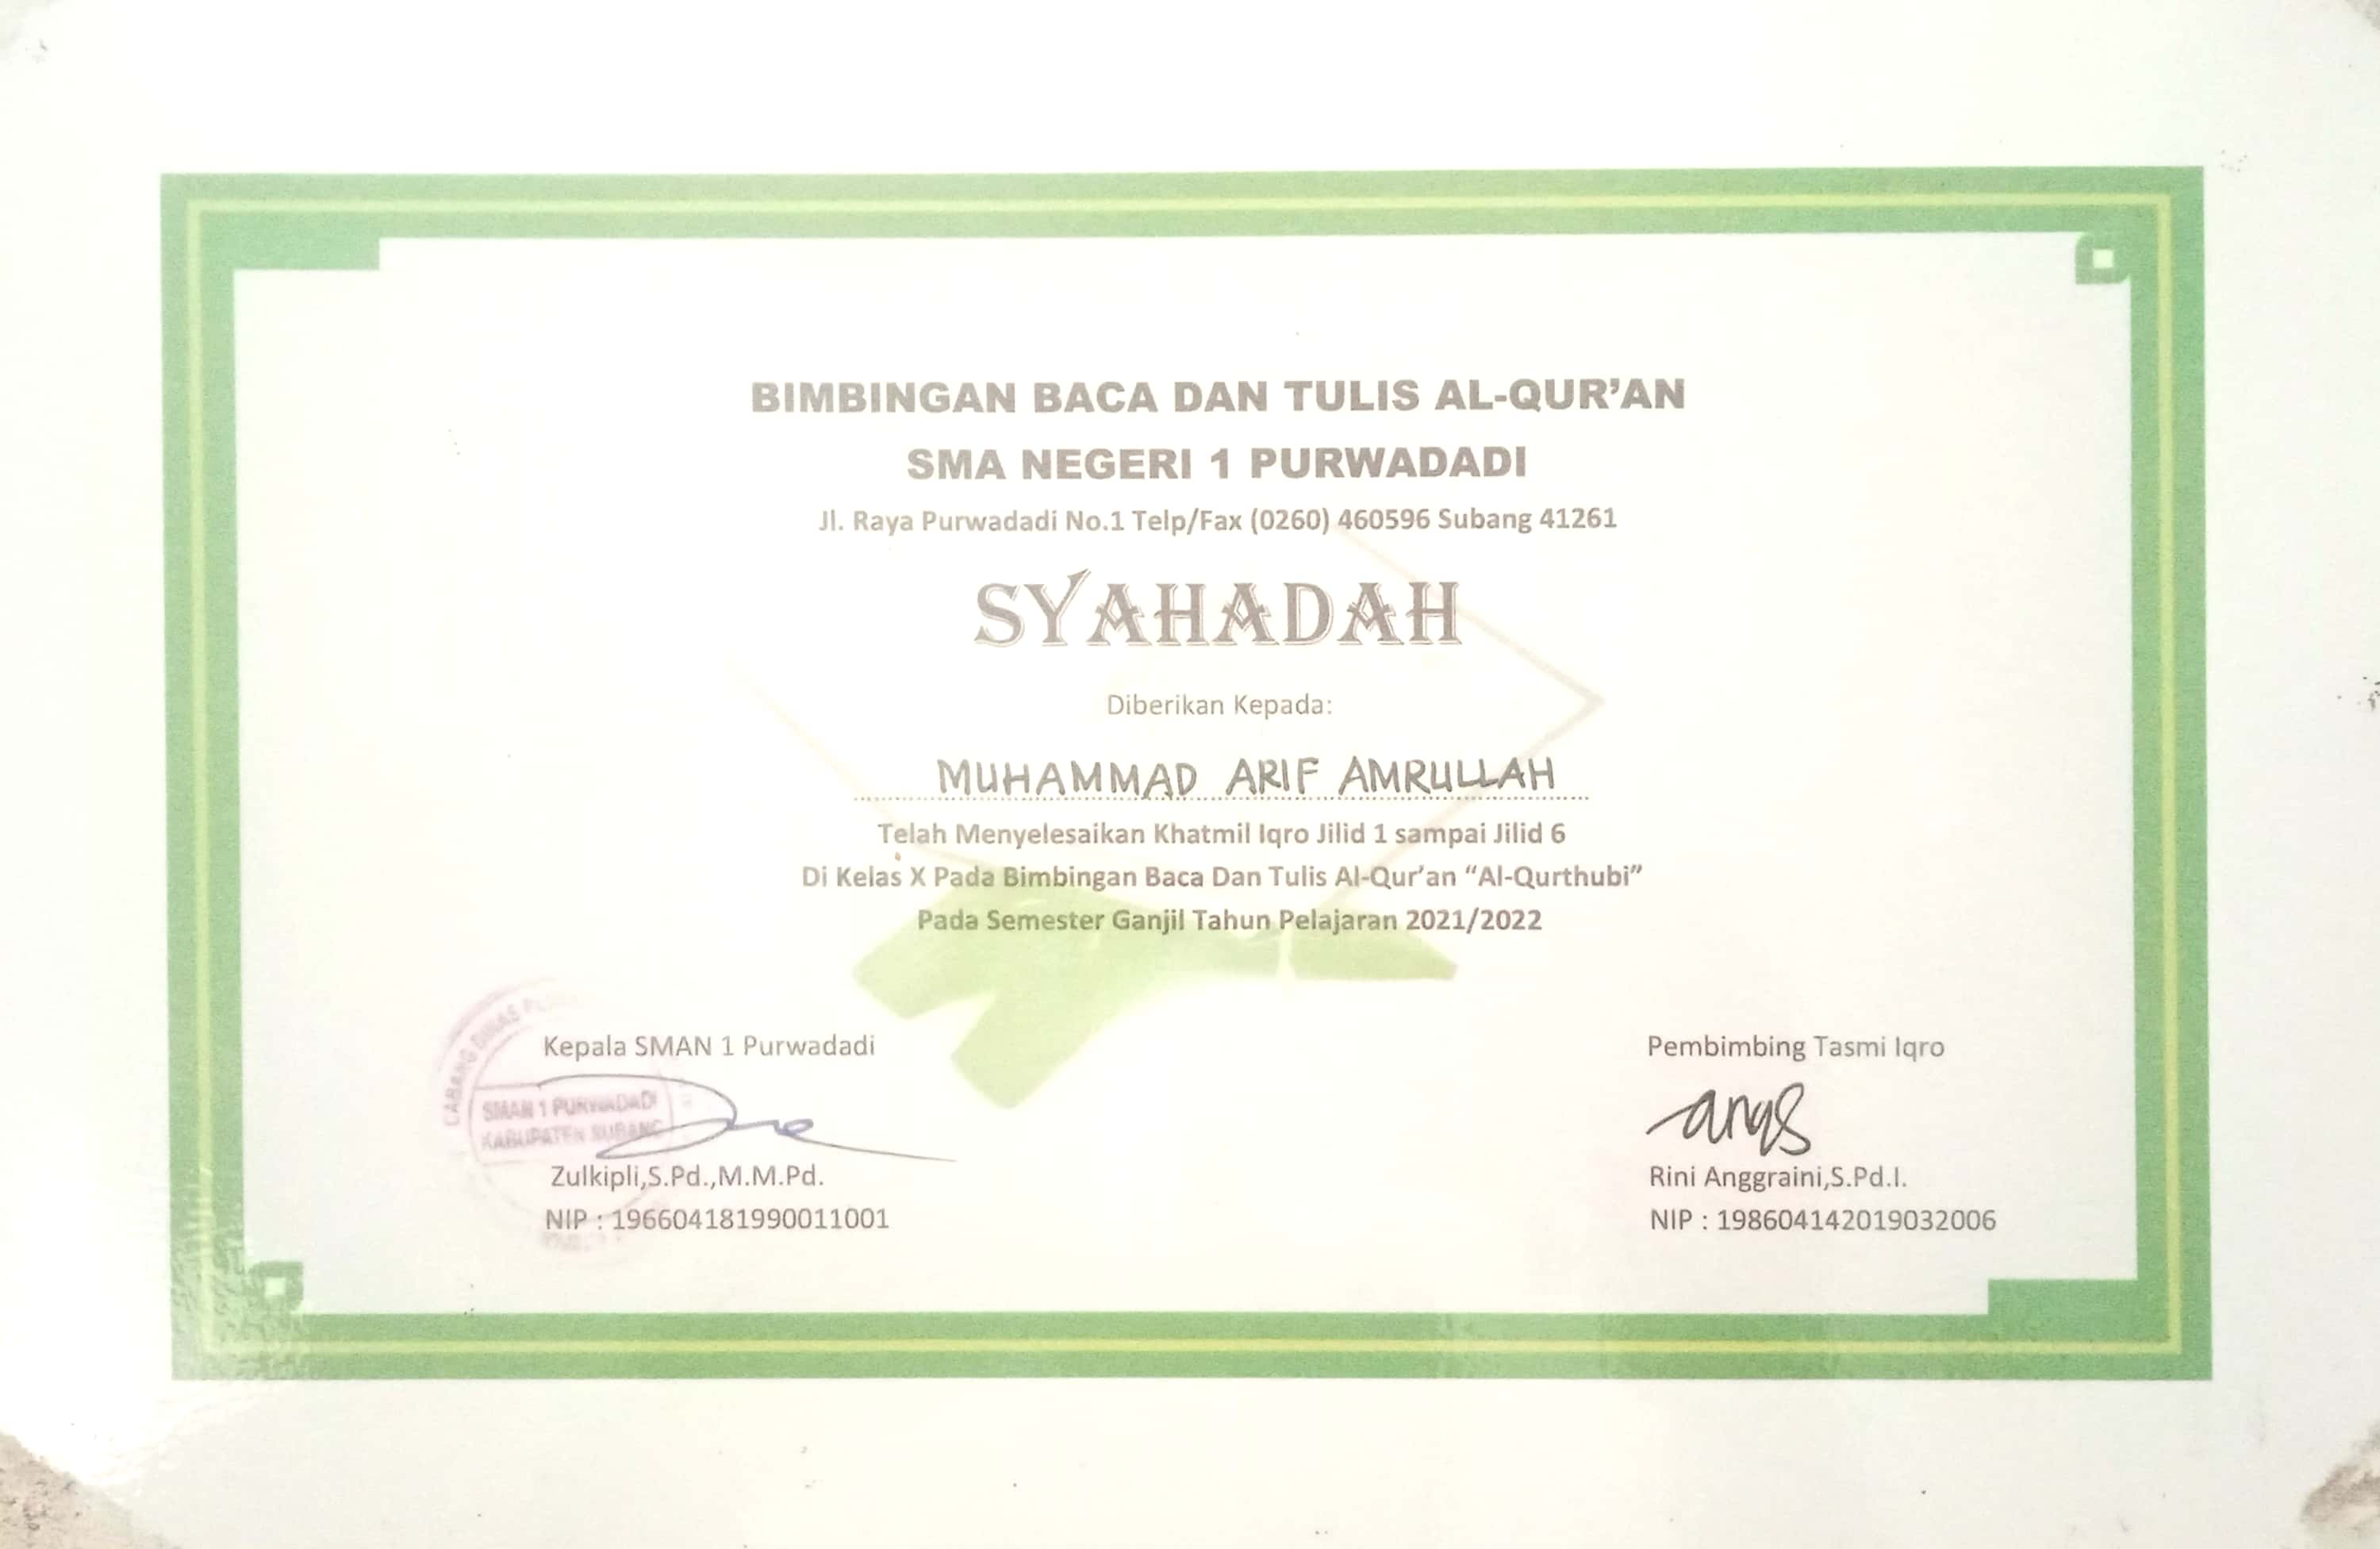 BIMBINGAN BACA DAN TULIS AL-QUR’AN
SMA NEGERI 1 PURWADADI
Jl. Raya Purwadadi No.1 Telp/Fax (0260) 460596 Subang 41261
SYAHADAH
Diberikan Kepada:
MUHAMMAD ARIF AMRULLAH
Telah Menyelesaikan Khatmil Iqro Jilid 1 sampai Jilid 6
Di Kelas X Pada Bimbingan Baca Dan Tulis Al-Qur’an “Al-Qurthubi”
Pada Semester Ganjil Tahun Pelajaran 2021/2022
Kepala SMAN 1 Purwadadi
CABANG DINAS
SMAN 1 PURWADADI
KABUPATEN SUBANG
Zulkipli,S.Pd.,M.M.Pd.
NIP : 196604181990011001
Pembimbing Tasmi Iqro
Rini Anggraini,S.Pd.I.
NIP : 198604142019032006